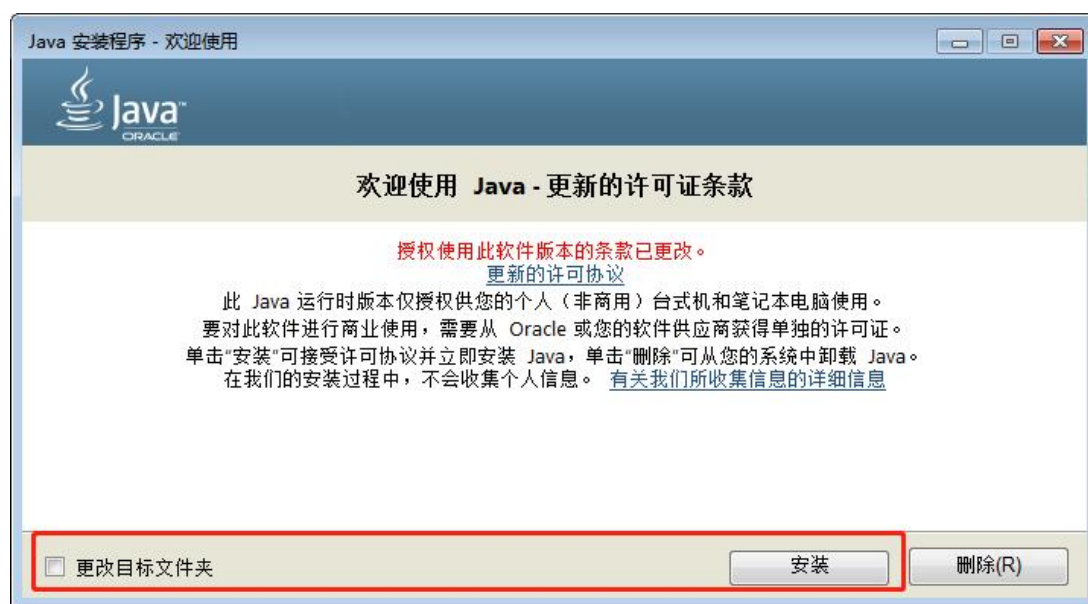 Java 安装程序 - 欢迎使用
Java™
ORACLE
欢迎使用 Java - 更新的许可证条款
授权使用此软件版本的条款已更改。
更新的许可协议
此 Java 运行时版本仅授权供您的个人（非商用）台式机和笔记本电脑使用。
要对此软件进行商业使用，需要从 Oracle 或您的软件供应商获得单独的许可证。
单击"安装"可接受许可协议并立即安装 Java，单击"删除"可从您的系统中卸载 Java。
在我们的安装过程中，不会收集个人信息。 有关我们所收集信息的详细信息
更改目标文件夹 安装 删除(R)